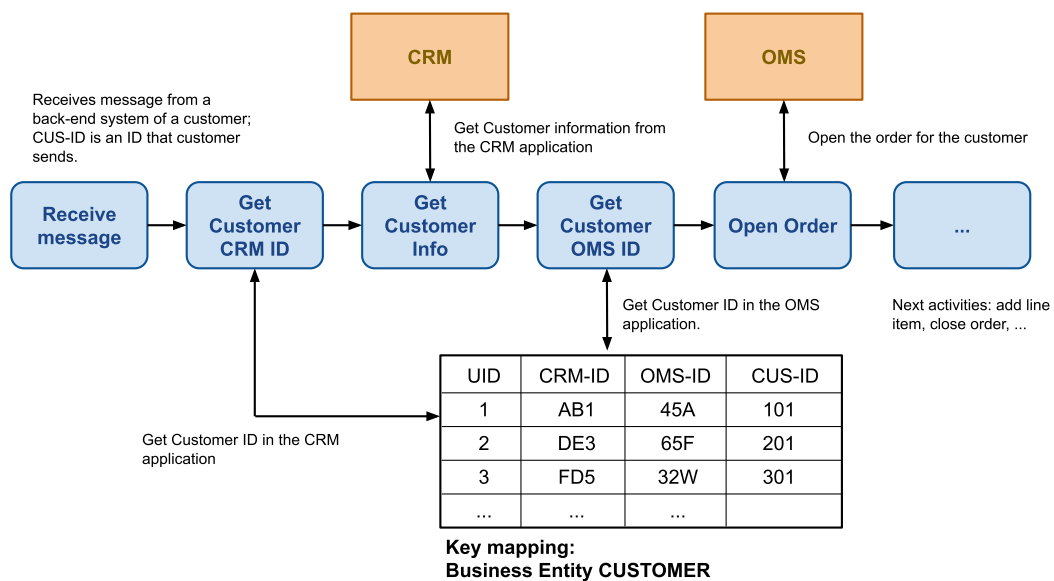 CRM
OMS
Receives message from a
back-end system of a customer;
CUS-ID is an ID that customer
sends.
Get Customer information from
the CRM application
Open the order for the customer
Receive
message
Get
Customer
CRM ID
Get
Customer
Info
Get
Customer
OMS ID
Open Order
...
Get Customer ID in the OMS
application.
Next activities: add line
item, close order, ...
Get Customer ID in the CRM
application
UID CRM-ID OMS-ID CUS-ID
1 AB1 45A 101
2 DE3 65F 201
3 FD5 32W 301
... ... ...
Key mapping:
Business Entity CUSTOMER